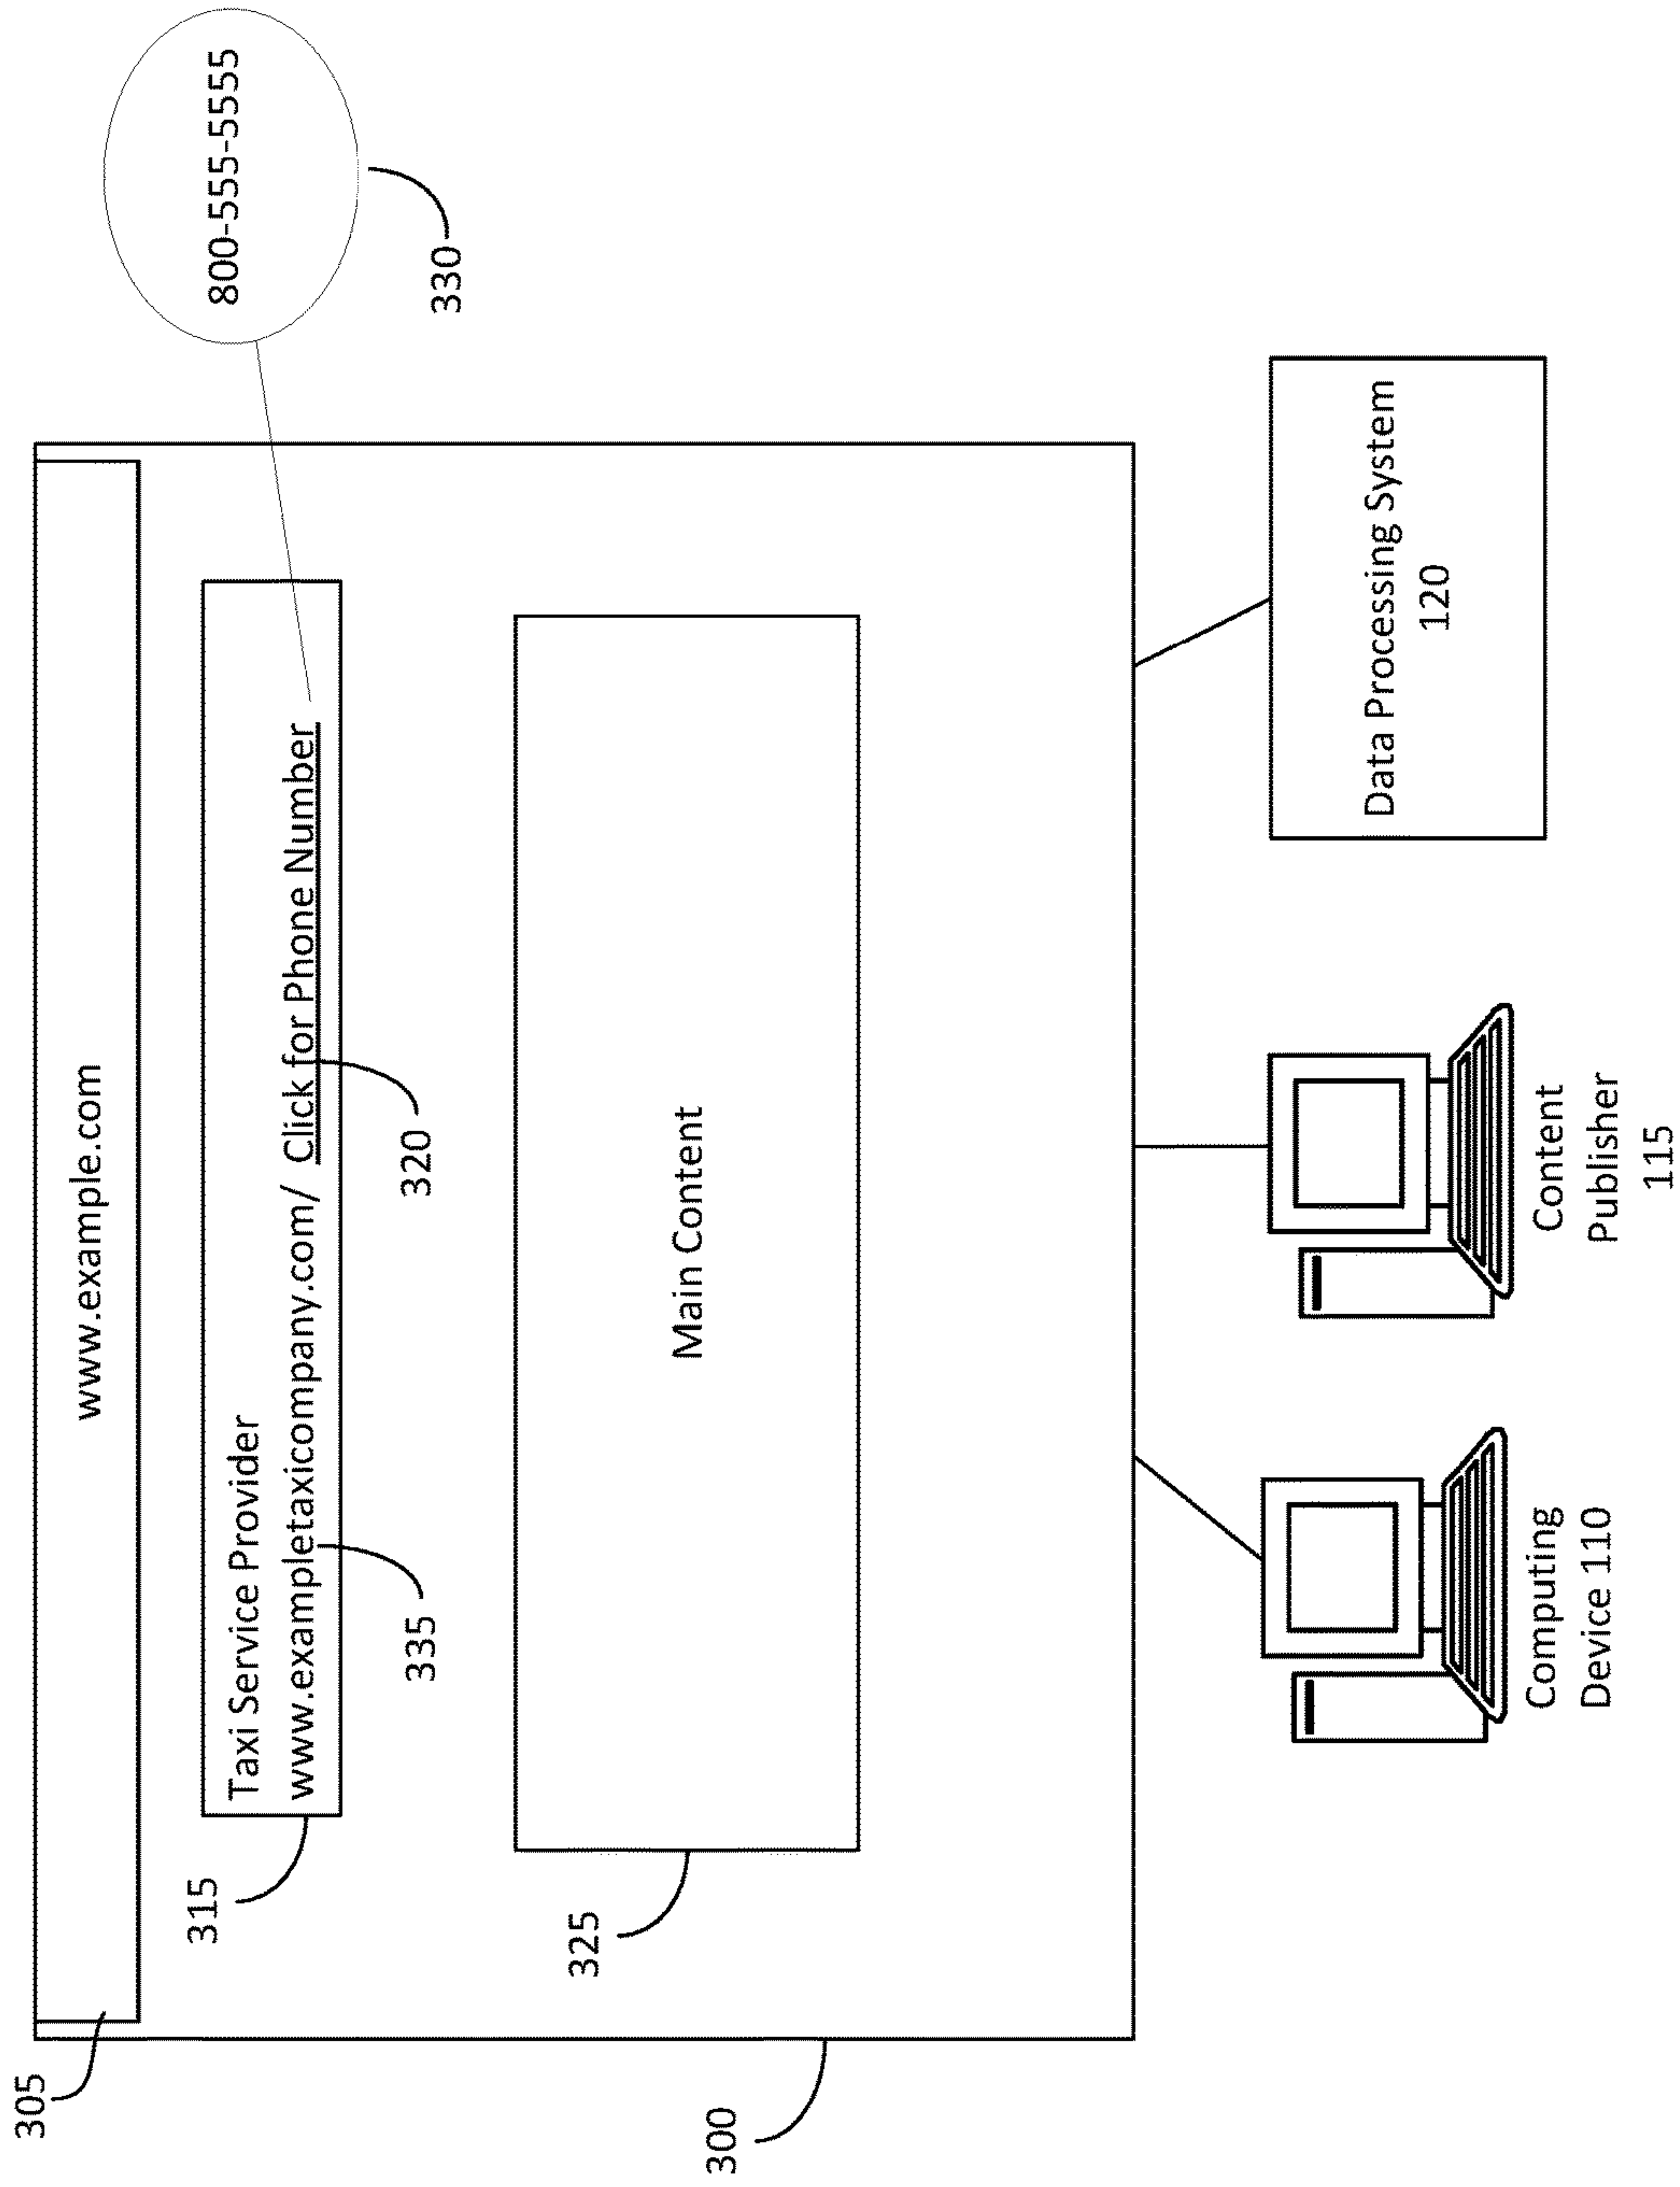 305
www.example.com
315
Taxi Service Provider
www.exampletaxicompany.com/ Click for Phone Number
800-555-5555
335
320
330
325
Main Content
300
Computing
Device 110
Content
Publisher
115
Data Processing System
120